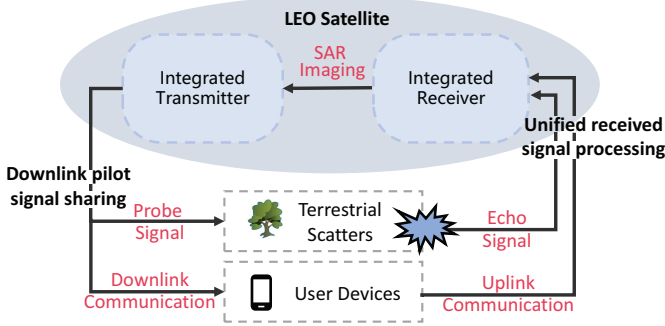 LEO Satellite
Integrated
Transmitter
SAR
Imaging
Integrated
Receiver
Unified received
signal processing
Downlink pilot
signal sharing
Probe
Signal
Terrestrial
Scatters
Echo
Signal
Downlink
Communication
User Devices
Uplink
Communication